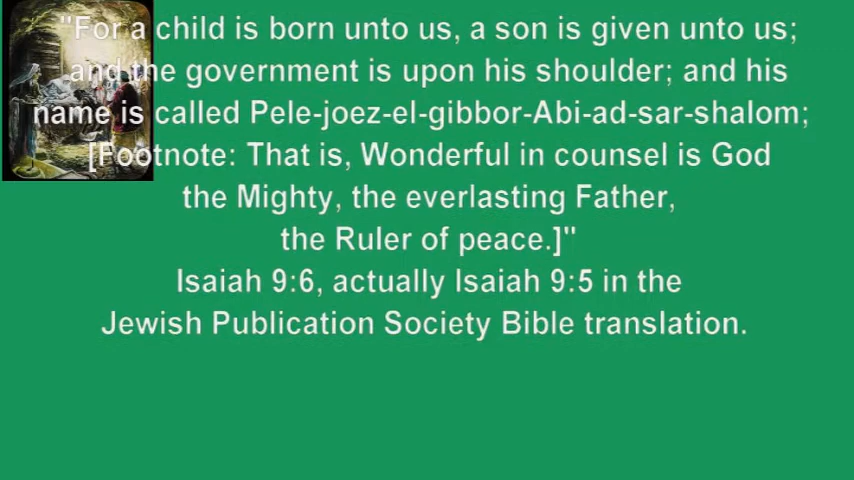 "For a child is born unto us, a son is given unto us;
and the government is upon his shoulder; and his
name is called Pele-joez-el-gibbor-Abi-ad-sar-shalom;
[Footnote: That is, Wonderful in counsel is God
the Mighty, the everlasting Father,
the Ruler of peace.]"
Isaiah 9:6, actually Isaiah 9:5 in the
Jewish Publication Society Bible translation.